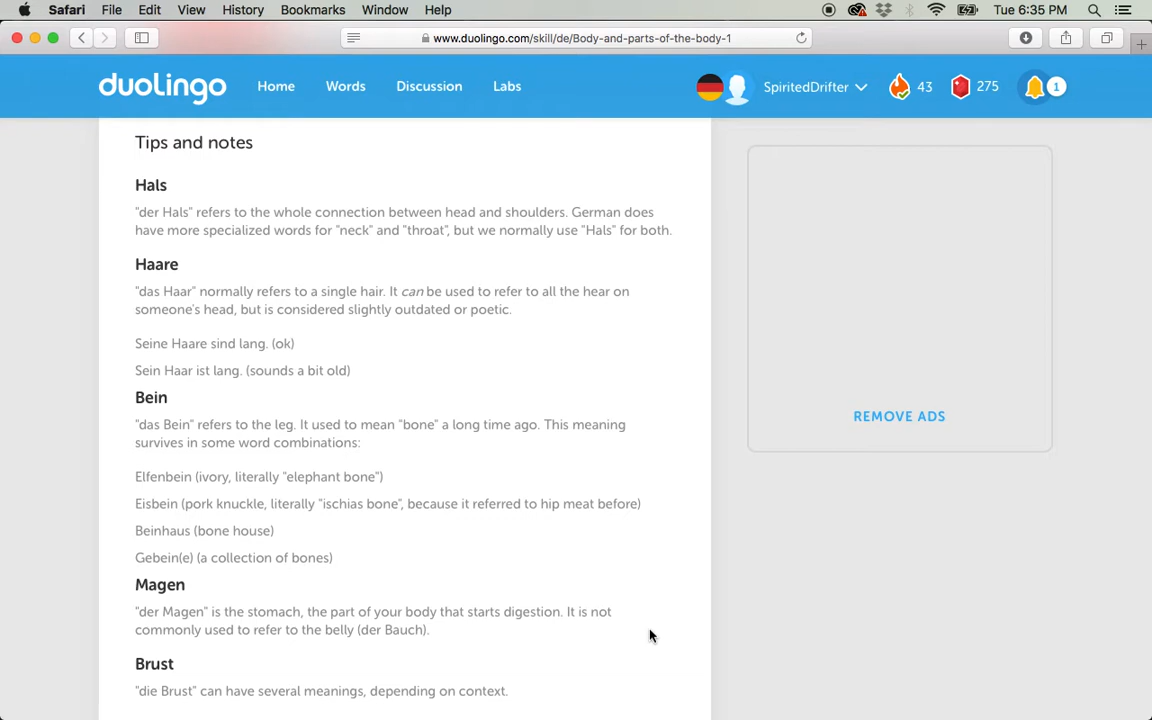 Safari File Edit View History Bookmarks Window Help Tue 6:35 PM
www.duolingo.com/skill/de/Body-and-parts-of-the-body-1
duolingo Home Words Discussion Labs SpiritedDrifter 43 275 1
Tips and notes
Hals
"der Hals" refers to the whole connection between head and shoulders. German does
have more specialized words for "neck" and "throat", but we normally use "Hals" for both.
Haare
"das Haar" normally refers to a single hair. It can be used to refer to all the hear on
someone's head, but is considered slightly outdated or poetic.
Seine Haare sind lang. (ok)
Sein Haar ist lang. (sounds a bit old)
Bein
"das Bein" refers to the leg. It used to mean "bone" a long time ago. This meaning
survives in some word combinations:
Elfenbein (ivory, literally "elephant bone")
Eisbein (pork knuckle, literally "ischias bone", because it referred to hip meat before)
Beinhaus (bone house)
Gebein(e) (a collection of bones)
Magen
"der Magen" is the stomach, the part of your body that starts digestion. It is not
commonly used to refer to the belly (der Bauch).
Brust
"die Brust" can have several meanings, depending on context.
REMOVE ADS